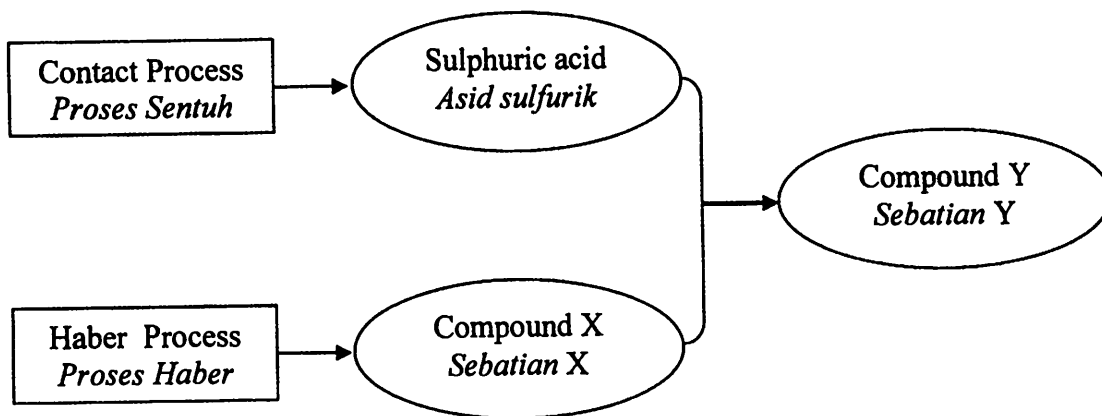 Contact Process
Proses Sentuh
Sulphuric acid
Asid sulfurik
Compound Y
Sebatian Y
Haber Process
Proses Haber
Compound X
Sebatian X